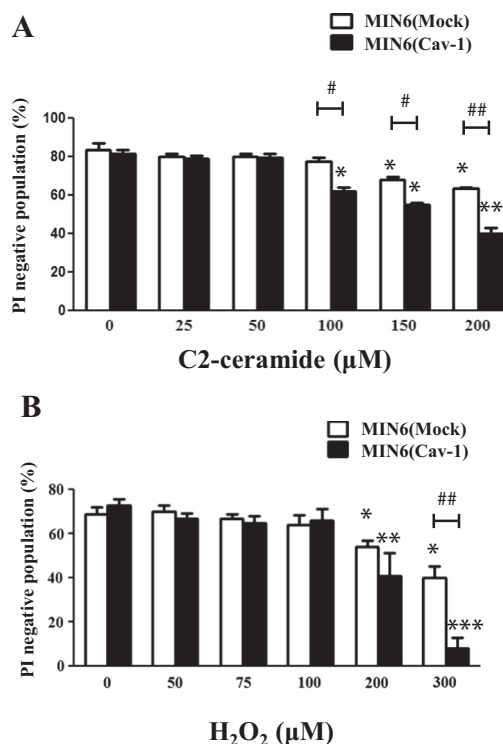 A
MIN6(Mock)
MIN6(Cav-1)
# # ##
PI negative population (%)
100
80
60
40
20
0
* * * * **
0 25 50 100 150 200
C2-ceramide (µM)
B
MIN6(Mock)
MIN6(Cav-1)
##
PI negative population (%)
80
60
40
20
0
* ** * ***
0 50 75 100 200 300
H₂O₂ (µM)